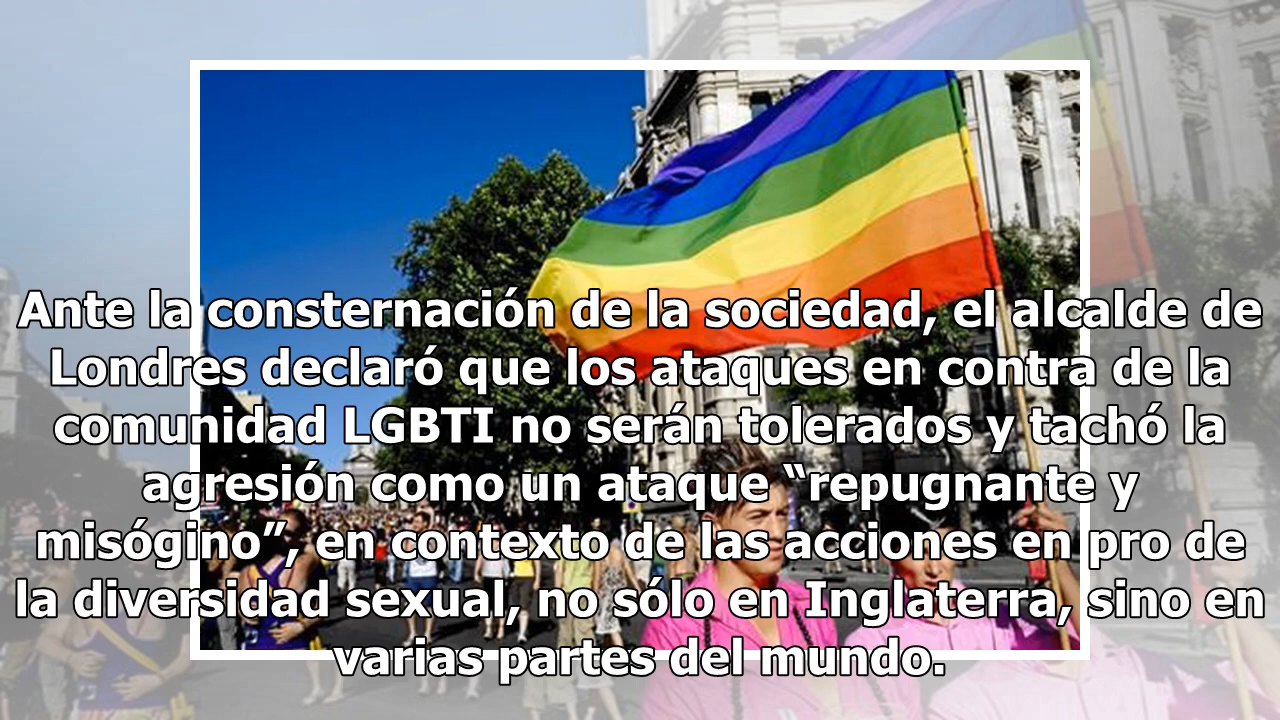 Ante la consternación de la sociedad, el alcalde de
Londres declaró que los ataques en contra de la
comunidad LGBTI no serán tolerados y tachó la
agresión como un ataque “repugnante y
misógino”, en contexto de las acciones en pro de
la diversidad sexual, no sólo en Inglaterra, sino en
varias partes del mundo.